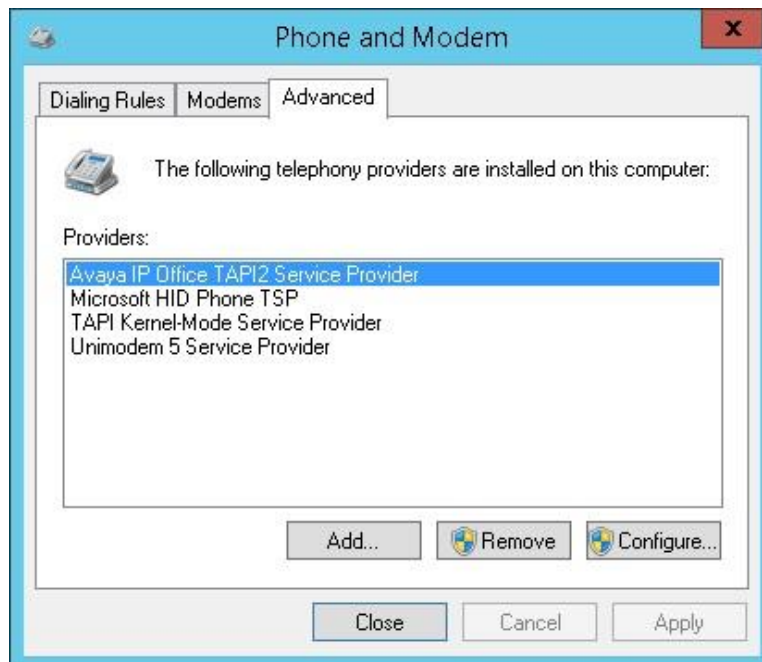 Phone and Modem
x
Dialing Rules Modems Advanced
The following telephony providers are installed on this computer:
Providers:
Avaya IP Office TAPI2 Service Provider
Microsoft HID Phone TSP
TAPI Kernel-Mode Service Provider
Unimodem 5 Service Provider
Add... Remove Configure...
Close Cancel Apply